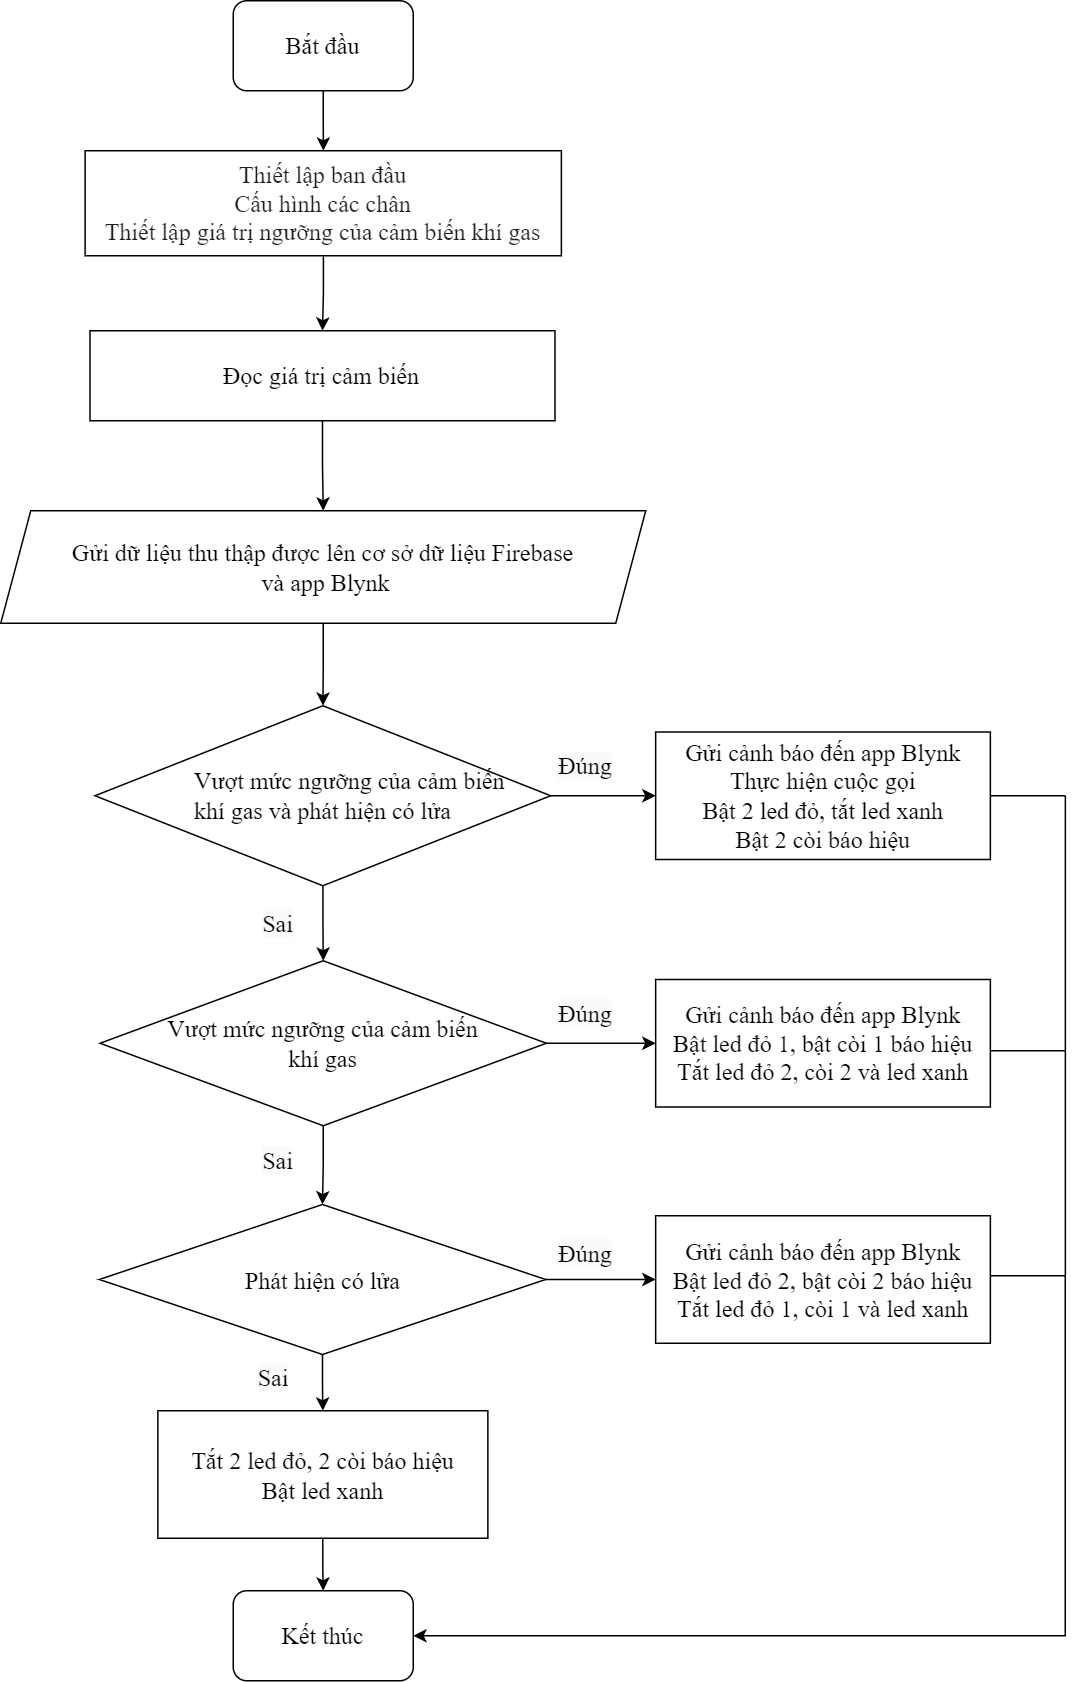 Bắt đầu
Thiết lập ban đầu
Cấu hình các chân
Thiết lập giá trị ngưỡng của cảm biến khí gas
Đọc giá trị cảm biến
Gửi dữ liệu thu thập được lên cơ sở dữ liệu Firebase
và app Blynk
Vượt mức ngưỡng của cảm biến
khí gas và phát hiện có lửa
Đúng
Gửi cảnh báo đến app Blynk
Thực hiện cuộc gọi
Bật 2 led đỏ, tắt led xanh
Bật 2 còi báo hiệu
Sai
Vượt mức ngưỡng của cảm biến
khí gas
Đúng
Gửi cảnh báo đến app Blynk
Bật led đỏ 1, bật còi 1 báo hiệu
Tắt led đỏ 2, còi 2 và led xanh
Sai
Phát hiện có lửa
Đúng
Gửi cảnh báo đến app Blynk
Bật led đỏ 2, bật còi 2 báo hiệu
Tắt led đỏ 1, còi 1 và led xanh
Sai
Tắt 2 led đỏ, 2 còi báo hiệu
Bật led xanh
Kết thúc